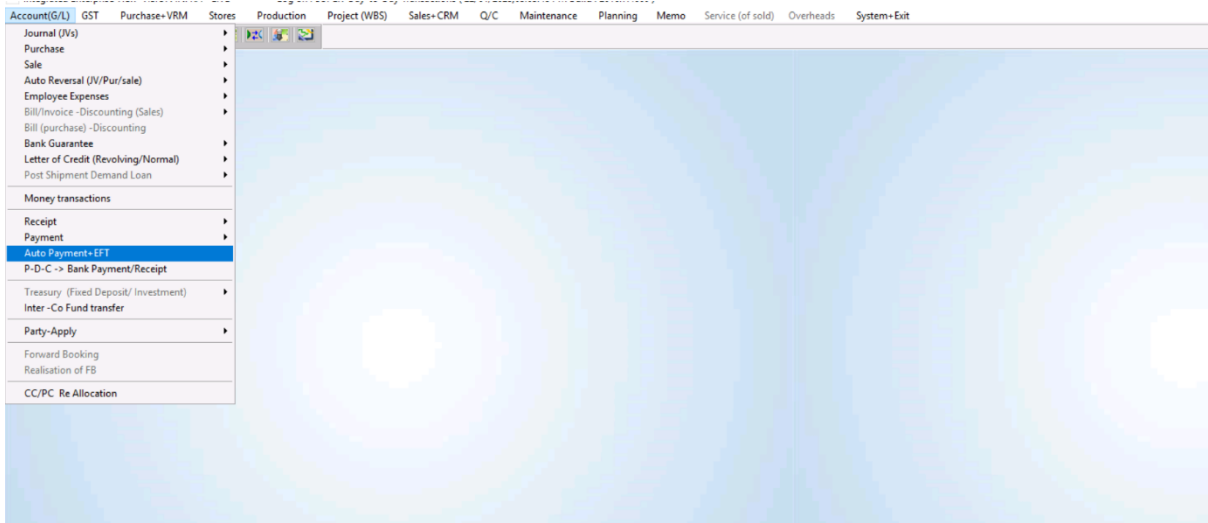 Account(G/L) GST Purchase+VRM Stores Production Project (WBS) Sales+CRM Q/C Maintenance Planning Memo Service (of sold) Overheads System+Exit
Journal (JVs)
Purchase
Sale
Auto Reversal (JV/Pur/sale)
Employee Expenses
Bill/Invoice -Discounting (Sales)
Bill (purchase) -Discounting
Bank Guarantee
Letter of Credit (Revolving/Normal)
Post Shipment Demand Loan
Money transactions
Receipt
Payment
Auto Payment+EFT
P-D-C -> Bank Payment/Receipt
Treasury (Fixed Deposit/ Investment)
Inter -Co Fund transfer
Party-Apply
Forward Booking
Realisation of FB
CC/PC Re Allocation